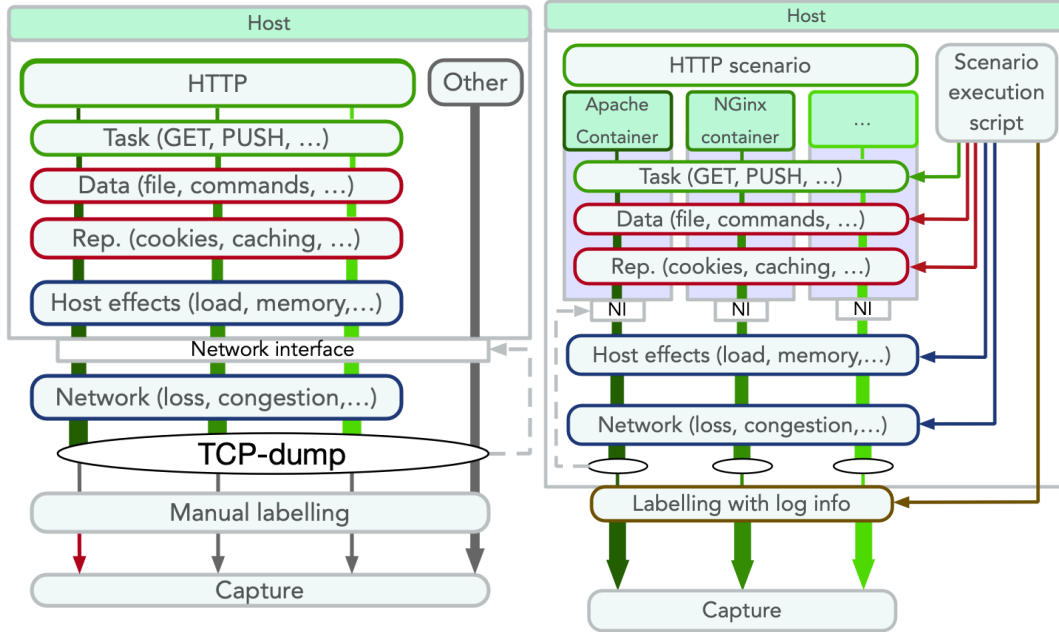 Host
HTTP
Other
Task (GET, PUSH, …)
Data (file, commands, …)
Rep. (cookies, caching, …)
Host effects (load, memory,…)
Network interface
Network (loss, congestion,…)
TCP-dump
Manual labelling
Capture
Host
HTTP scenario
Scenario
execution
script
Apache
Container
NGinx
container
…
Task (GET, PUSH, …)
Data (file, commands, …)
Rep. (cookies, caching, …)
NI
NI
NI
Host effects (load, memory,…)
Network (loss, congestion,…)
Labelling with log info
Capture